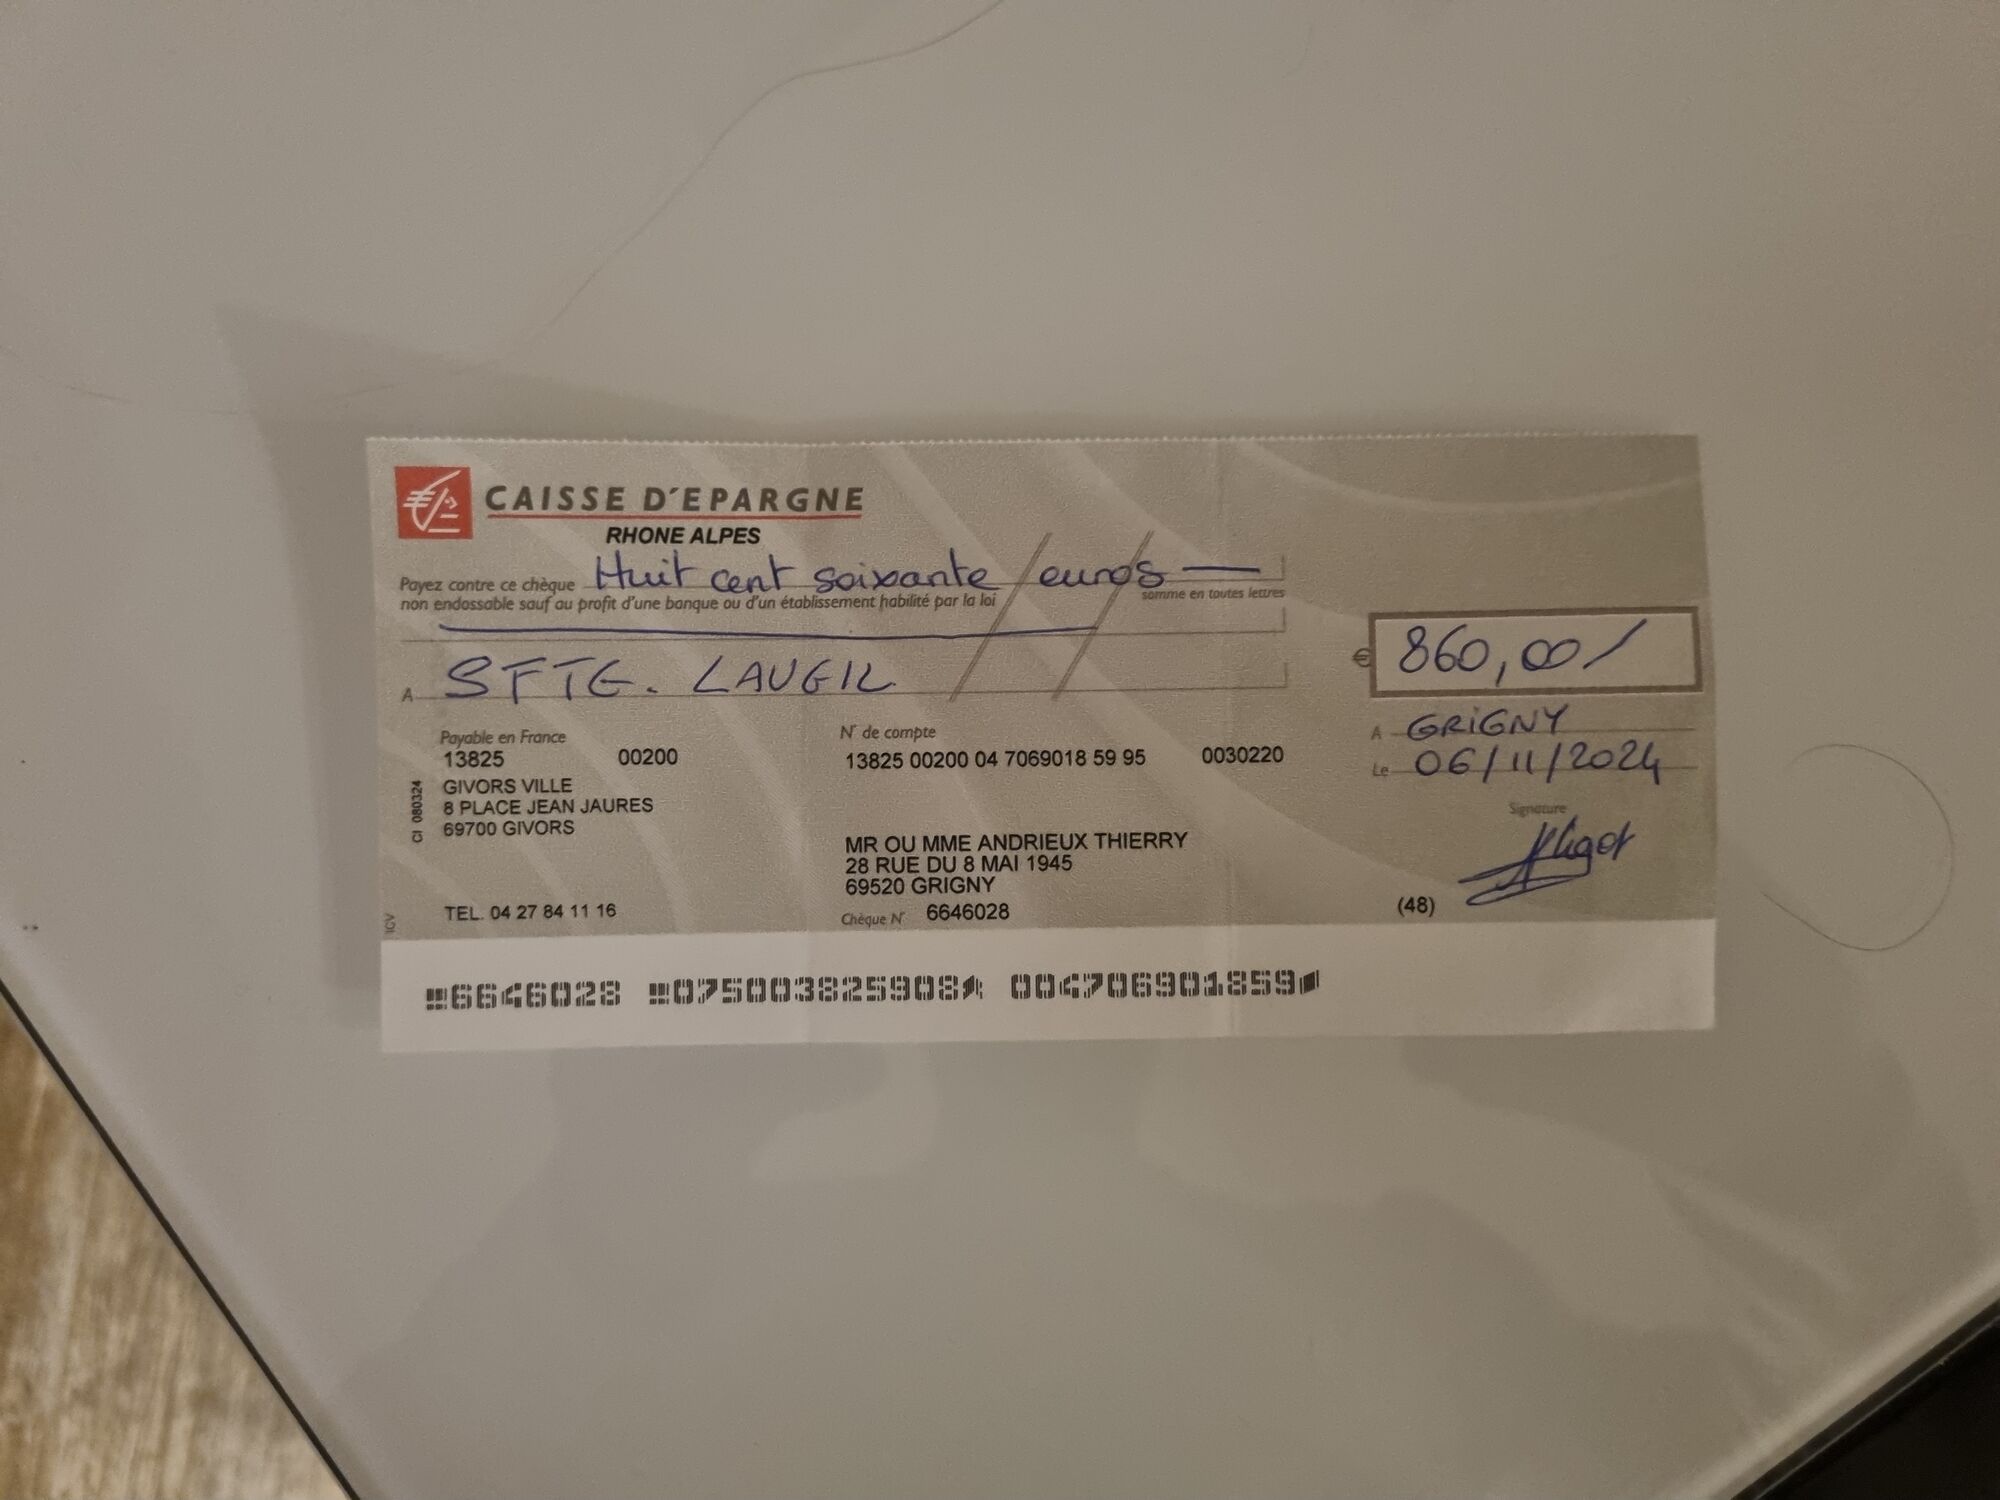 CAISSE D'EPARGNE
RHONE ALPES
Payez contre ce chèque Huit cent soixante euros
non endossable sauf au profit d'une banque ou d'un établissement habilité par la loi
somme en toutes lettres
€ 860,00/
A STTG. LAUGIL
A GRIGNY
Le 06/11/2024
Payable en France
13825 00200
N° de compte
13825 00200 04 7069018 59 95 0030220
GIVORS VILLE
8 PLACE JEAN JAURES
69700 GIVORS
CI 080324
Signature
MR OU MME ANDRIEUX THIERRY
28 RUE DU 8 MAI 1945
69520 GRIGNY
TEL. 04 27 84 11 16
Chèque N° 6646028
(48)
6646028 075003825908 004706901859